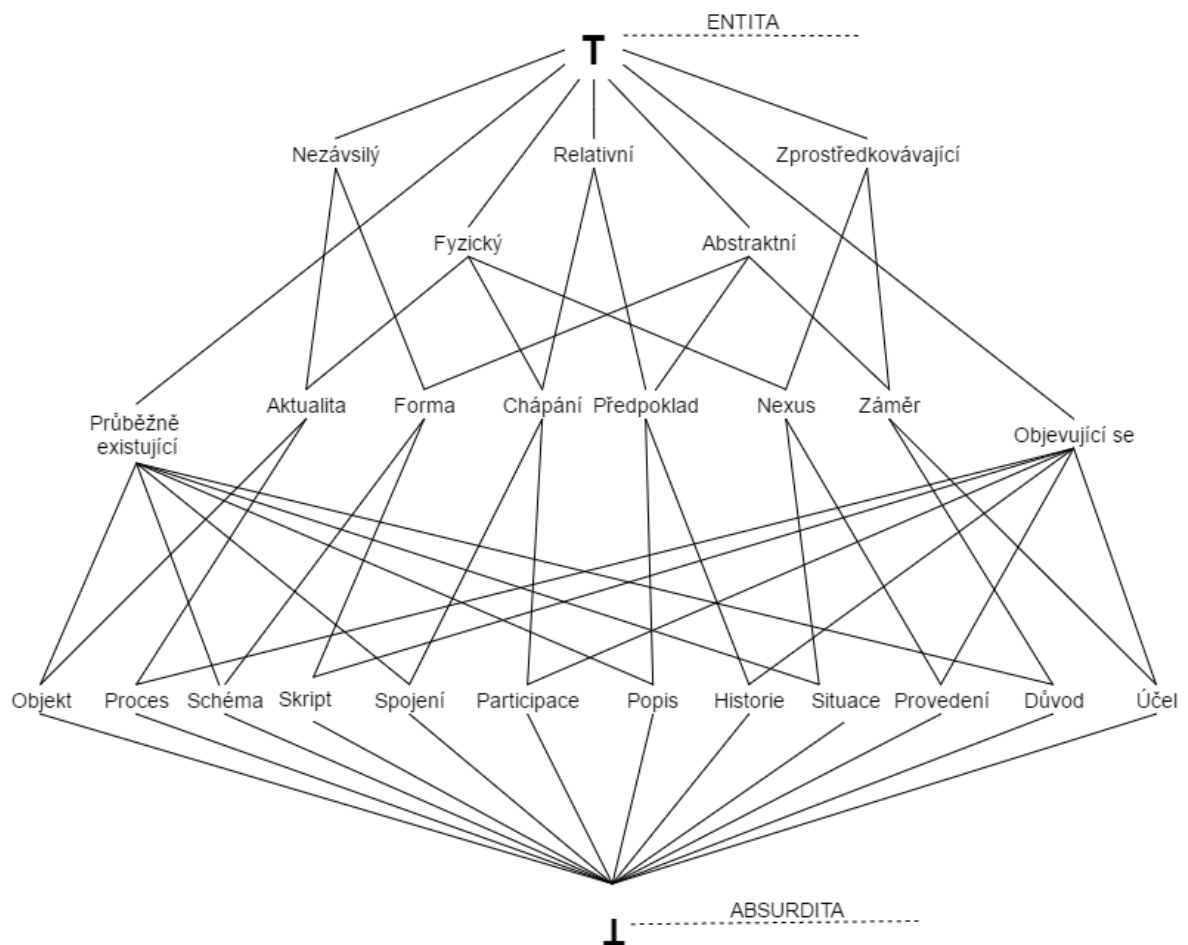 ENTITA
T
Nezávsilý
Relativní
Zprostředkovávající
Fyzický
Abstraktní
Průběžně
existující
Aktualita
Forma
Chápání
Předpoklad
Nexus
Záměr
Objevující se
Objekt
Proces
Schéma
Skript
Spojení
Participace
Popis
Historie
Situace
Provedení
Důvod
Účel
ABSURDITA
⊥